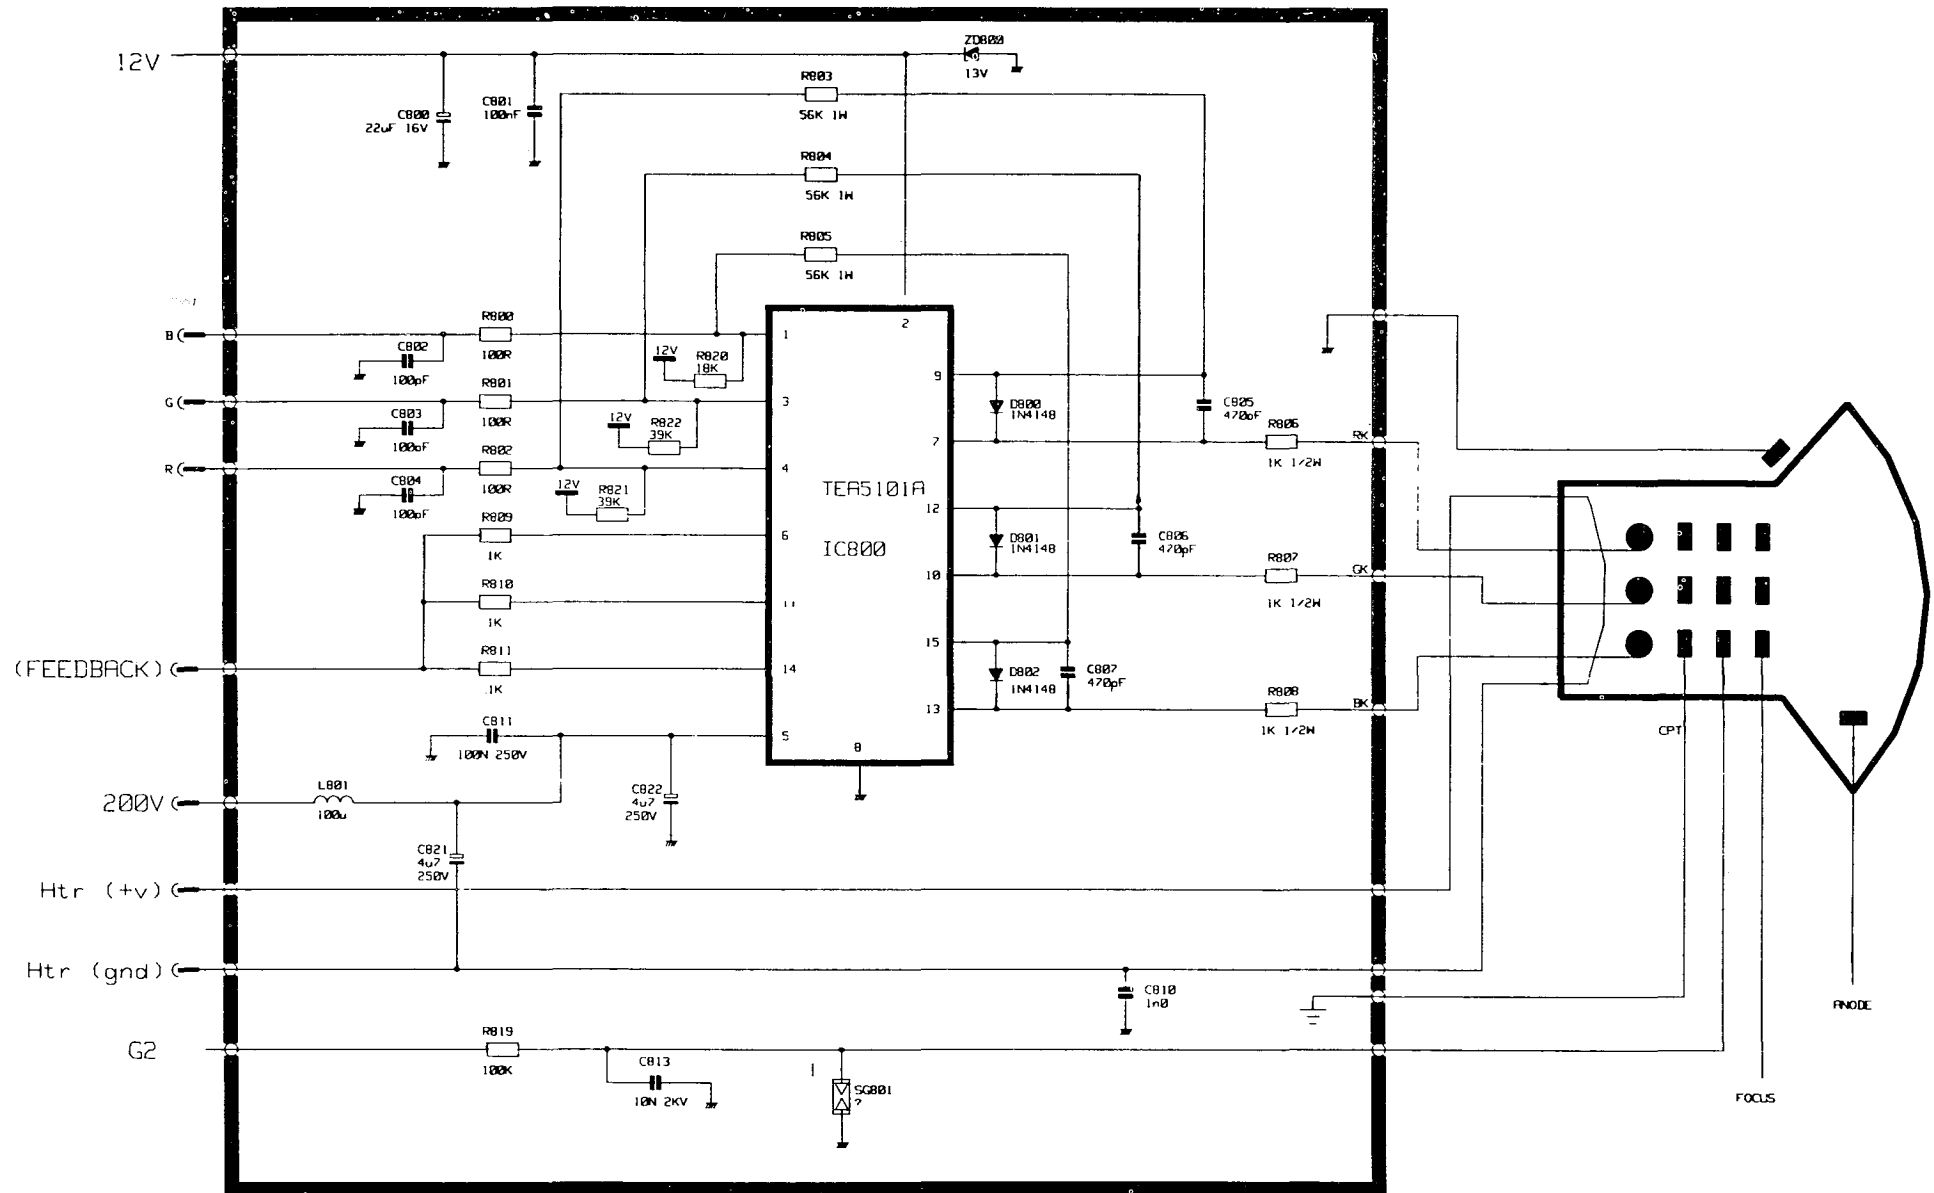 12V
ZD800
13V
R803
56K 1W
C800
22uF 16V
C801
100nF
R804
56K 1W
R805
56K 1W
B
R800
100R
C802
100pF
12V
R820
18K
1
2
G
R801
100R
C803
100pF
12V
R822
39K
3
R
R802
100R
C804
100pF
12V
R821
39K
4
TEA5101A
IC800
R809
1K
6
R810
1K
11
(FEEDBACK)
R811
1K
14
C811
100N 250V
5
8
9
D800
1N4148
C805
470pF
7
R806
1K 1/2W
RK
12
D801
1N4148
C806
470pF
10
R807
1K 1/2W
GK
15
D802
1N4148
C807
470pF
13
R808
1K 1/2W
BK
CPT
200V
L801
100u
C822
4u7
250V
C821
4u7
250V
Htr (+v)
Htr (gnd)
C810
1n0
ANODE
G2
R819
100K
C813
10N 2KV
SG801
?
FOCUS